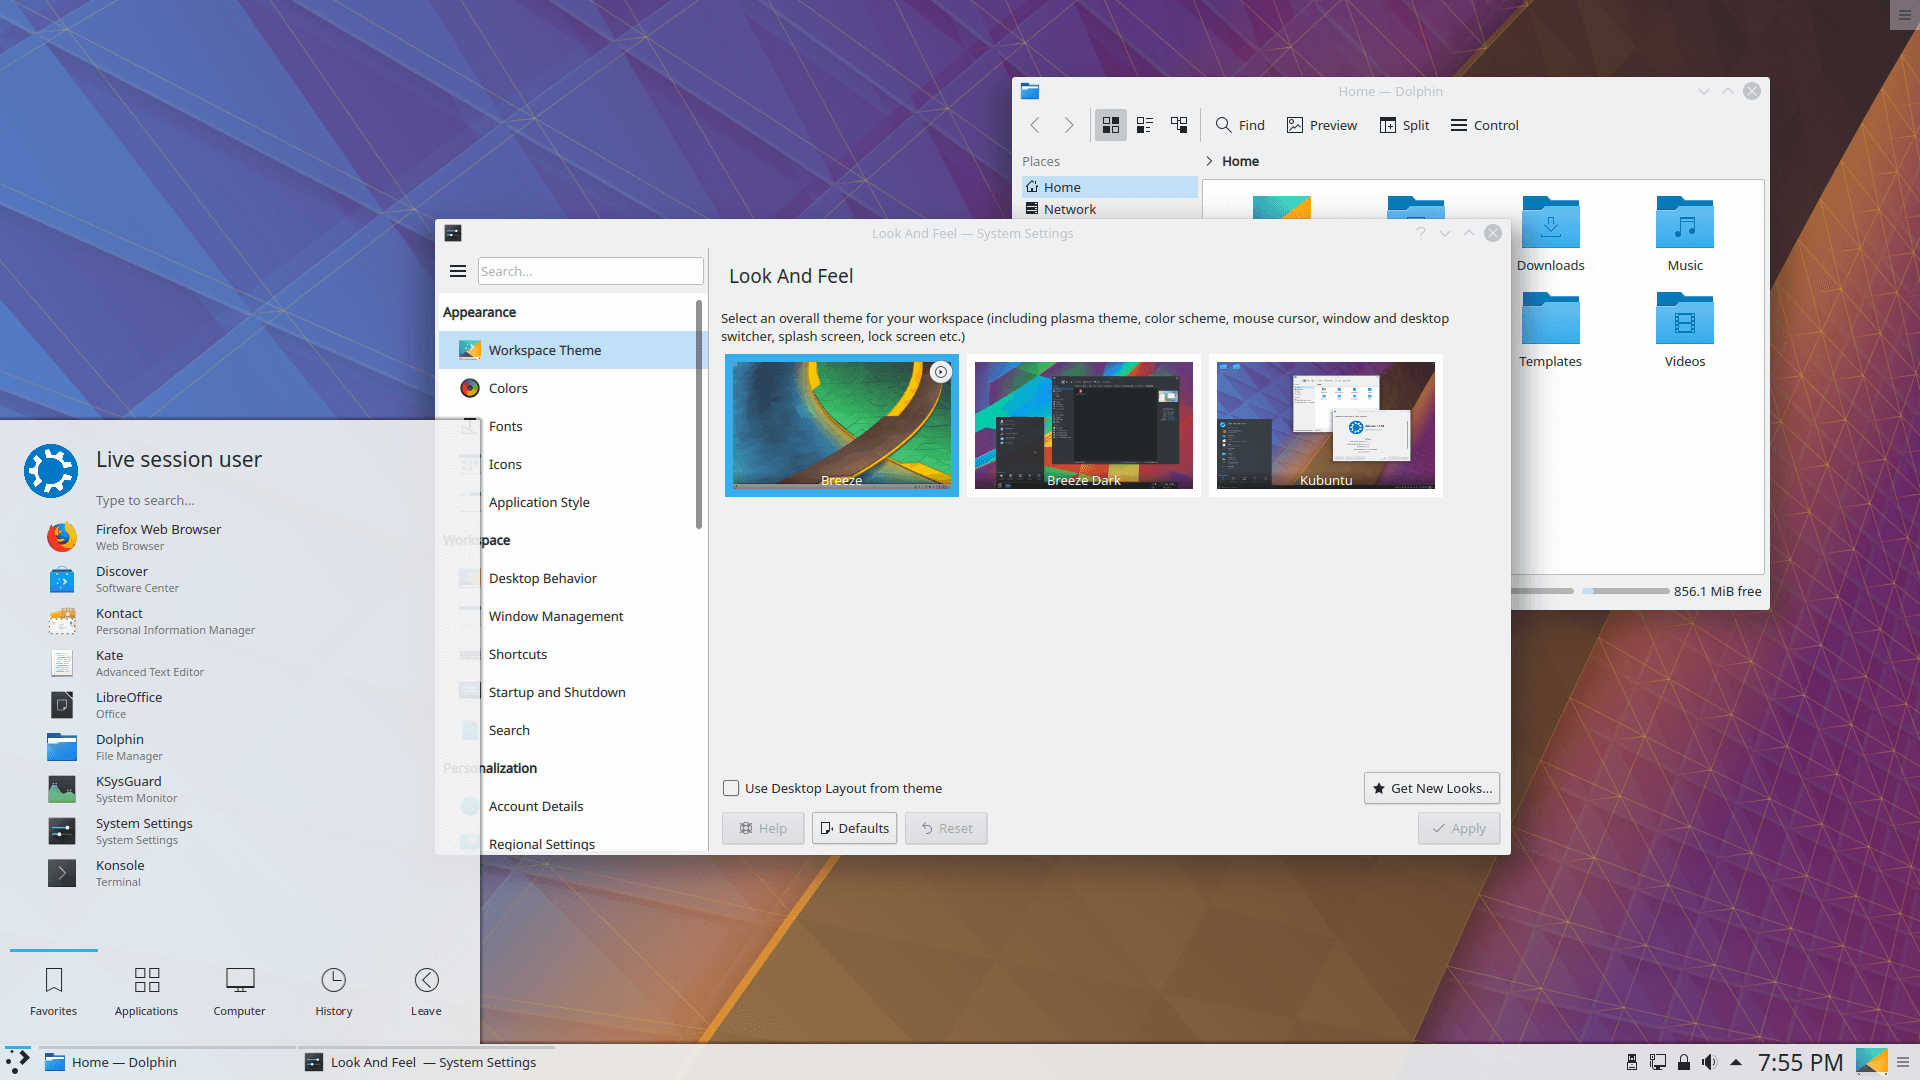 Home — Dolphin
Find
Preview
Split
Control
Places
Home
Network
Home
Downloads
Music
Templates
Videos
856.1 MiB free
Look And Feel — System Settings
Search...
Appearance
Workspace Theme
Colors
Fonts
Icons
Application Style
Workspace
Desktop Behavior
Window Management
Shortcuts
Startup and Shutdown
Search
Personalization
Account Details
Regional Settings
Look And Feel
Select an overall theme for your workspace (including plasma theme, color scheme, mouse cursor, window and desktop
switcher, splash screen, lock screen etc.)
Breeze
Breeze Dark
Kubuntu
Use Desktop Layout from theme
Get New Looks...
Help
Defaults
Reset
Apply
Live session user
Type to search...
Firefox Web Browser
Web Browser
Discover
Software Center
Kontact
Personal Information Manager
Kate
Advanced Text Editor
LibreOffice
Office
Dolphin
File Manager
KSysGuard
System Monitor
System Settings
System Settings
Konsole
Terminal
Favorites
Applications
Computer
History
Leave
Home — Dolphin
Look And Feel — System Settings
7:55 PM